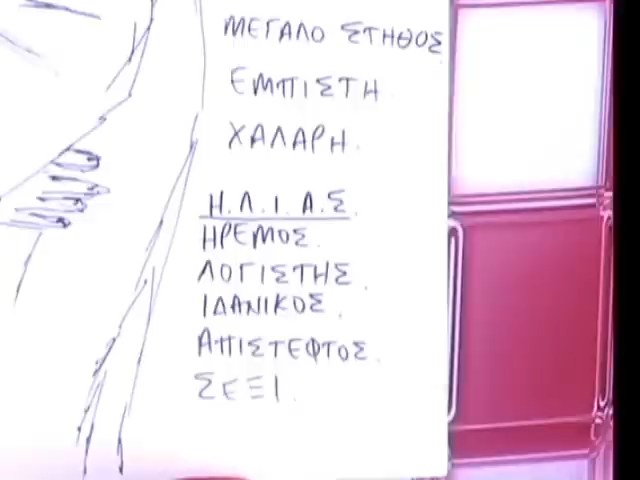 ΜΕΓΑΛΟ ΣΤΗΘΟΣ
ΕΜΠΙΣΤΗ
ΧΑΛΑΡΗ.
Η.Λ.Ι.Α.Σ.
ΗΡΕΜΟΣ.
ΛΟΓΙΣΤΗΣ.
ΙΔΑΝΙΚΟΣ.
ΑΠΙΣΤΕΦΤΟΣ.
ΣΕΞΙ.